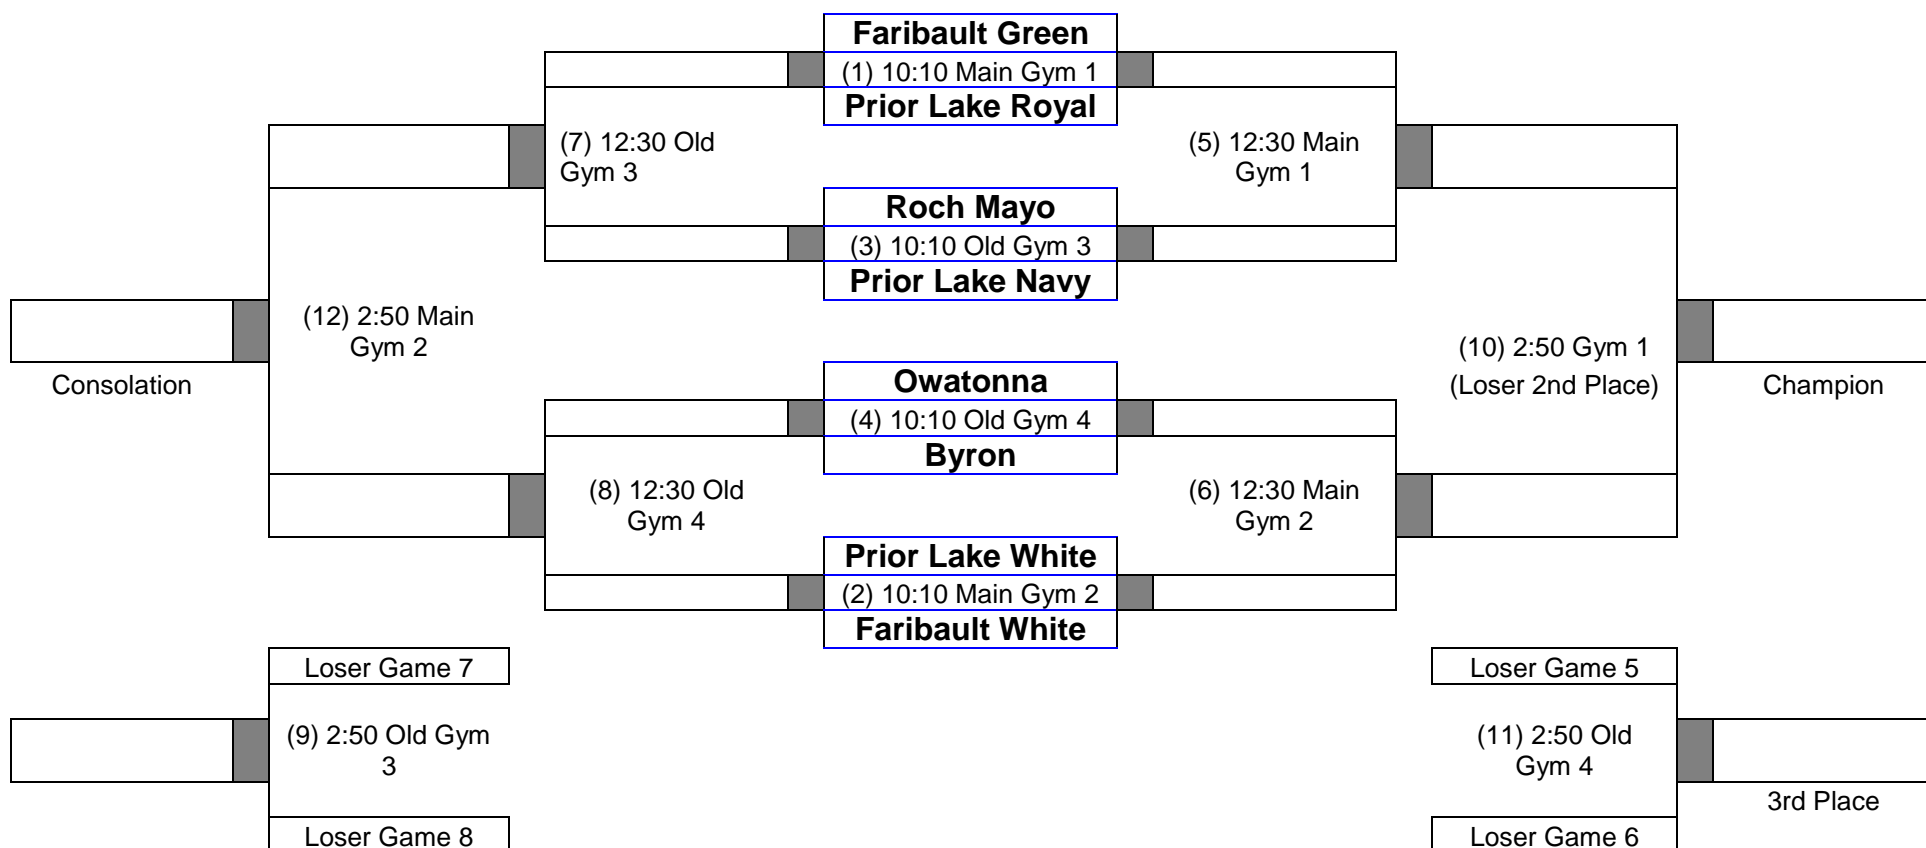 Faribault Green
(1) 10:10 Main Gym 1
Prior Lake Royal
(7) 12:30 Old
Gym 3
(5) 12:30 Main
Gym 1
Roch Mayo
(3) 10:10 Old Gym 3
Prior Lake Navy
(12) 2:50 Main
Gym 2
(10) 2:50 Gym 1
(Loser 2nd Place)
Consolation
Champion
Owatonna
(4) 10:10 Old Gym 4
Byron
(8) 12:30 Old
Gym 4
(6) 12:30 Main
Gym 2
Prior Lake White
(2) 10:10 Main Gym 2
Faribault White
Loser Game 7
Loser Game 5
(9) 2:50 Old Gym
3
(11) 2:50 Old
Gym 4
3rd Place
Loser Game 8
Loser Game 6